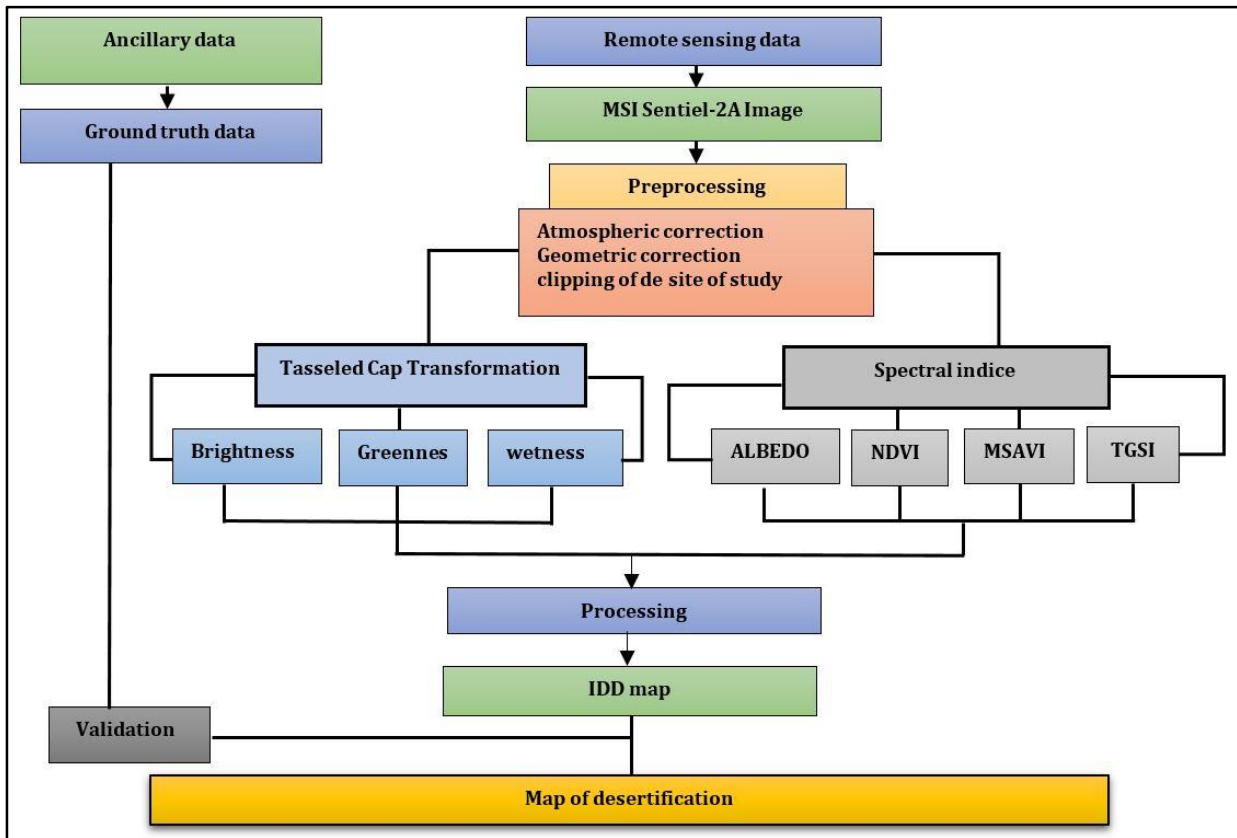 Ancillary data
Remote sensing data
Ground truth data
MSI Sentiel-2A Image
Preprocessing
Atmospheric correction
Geometric correction
clipping of de site of study
Tasseled Cap Transformation
Spectral indice
Brightness
Greennes
wetness
ALBEDO
NDVI
MSAVI
TGSI
Processing
IDD map
Validation
Map of desertification